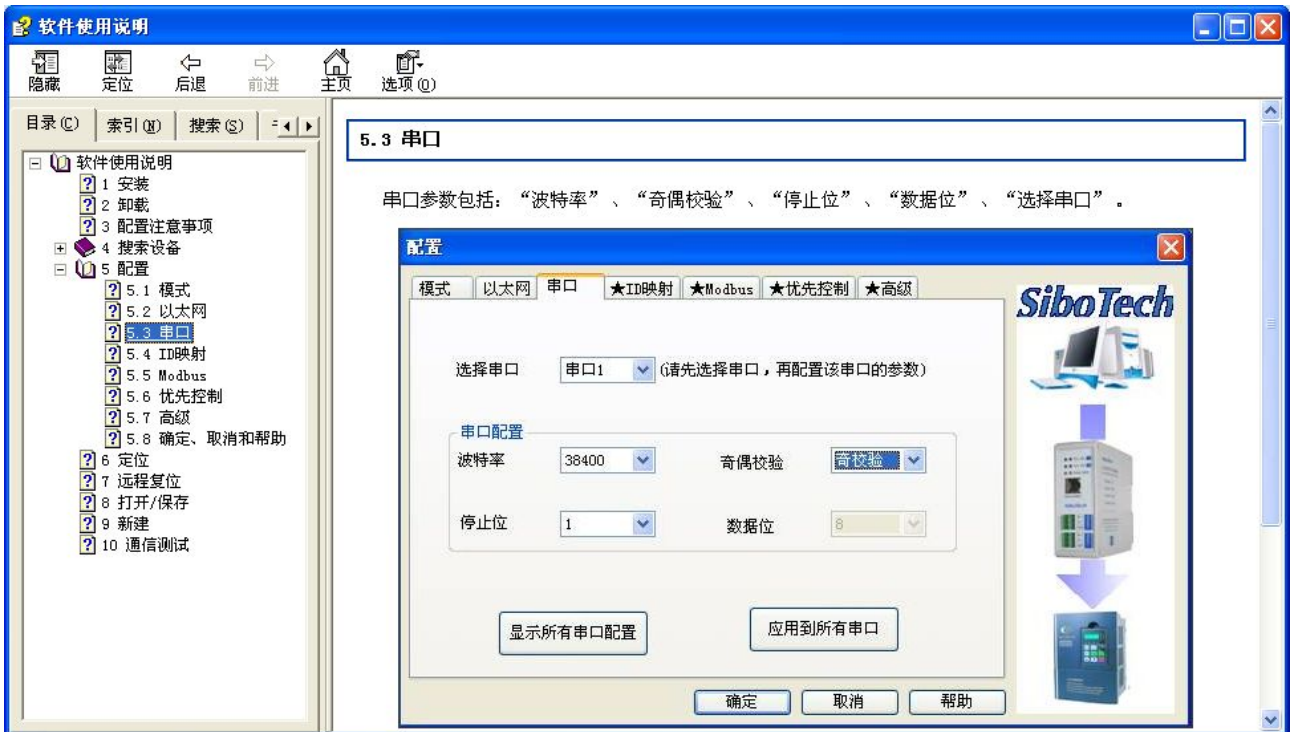 软件使用说明
隐藏 定位 后退 前进 主页 选项(O)
目录(C) 索引(N) 搜索(S)
软件使用说明
1 安装
2 卸载
3 配置注意事项
4 搜索设备
5 配置
5.1 模式
5.2 以太网
5.3 串口
5.4 ID映射
5.5 Modbus
5.6 优先控制
5.7 高级
5.8 确定、取消和帮助
6 定位
7 远程复位
8 打开/保存
9 新建
10 通信测试
5.3 串口
串口参数包括：“波特率”、“奇偶校验”、“停止位”、“数据位”、“选择串口”。
配置
模式 以太网 串口 ★ID映射 ★Modbus ★优先控制 ★高级
选择串口 串口1 (请先选择串口，再配置该串口的参数)
串口配置
波特率 38400 奇偶校验 奇校验
停止位 1 数据位 8
显示所有串口配置 应用到所有串口
确定 取消 帮助
SiboTech